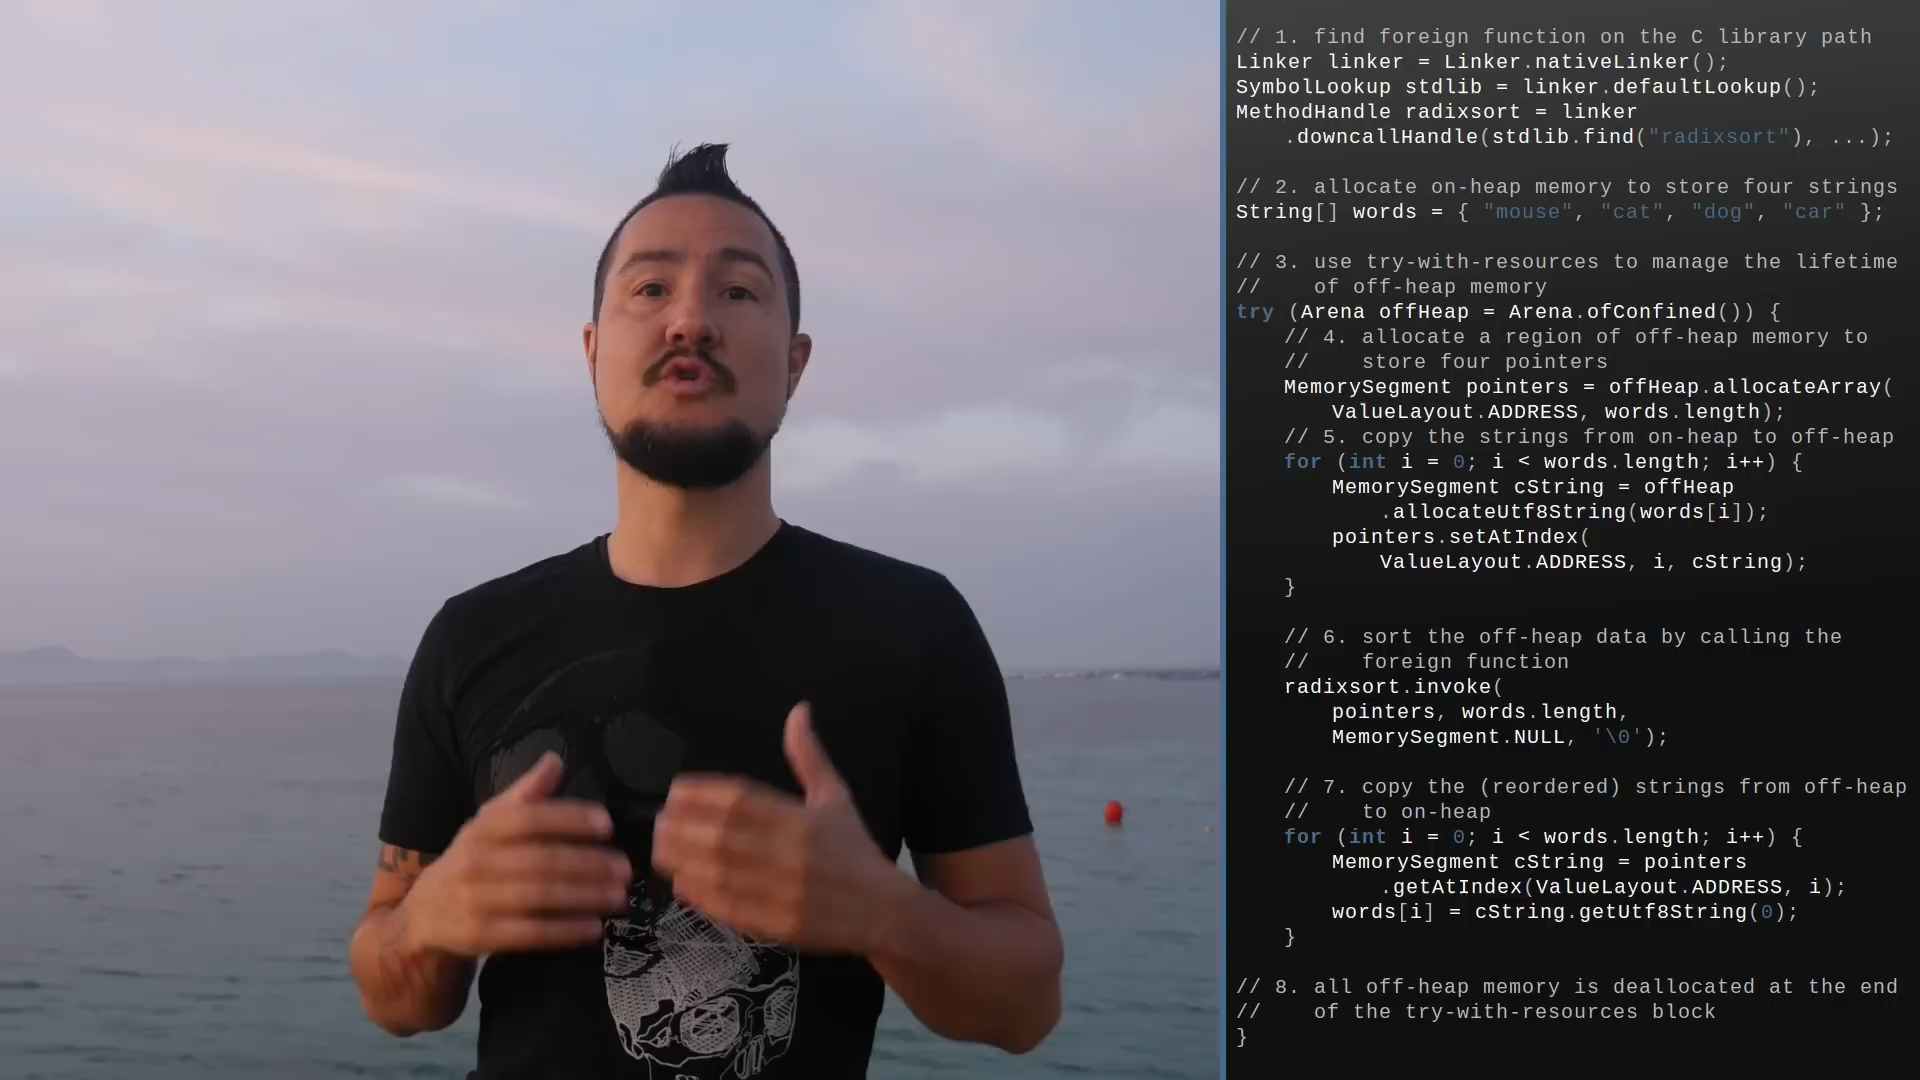 // 1. find foreign function on the C library path
Linker linker = Linker.nativeLinker();
SymbolLookup stdlib = linker.defaultLookup();
MethodHandle radixsort = linker
    .downcallHandle(stdlib.find("radixsort"), ...);

// 2. allocate on-heap memory to store four strings
String[] words = { "mouse", "cat", "dog", "car" };

// 3. use try-with-resources to manage the lifetime
//    of off-heap memory
try (Arena offHeap = Arena.ofConfined()) {
    // 4. allocate a region of off-heap memory to
    //    store four pointers
    MemorySegment pointers = offHeap.allocateArray(
        ValueLayout.ADDRESS, words.length);
    // 5. copy the strings from on-heap to off-heap
    for (int i = 0; i < words.length; i++) {
        MemorySegment cString = offHeap
            .allocateUtf8String(words[i]);
        pointers.setAtIndex(
            ValueLayout.ADDRESS, i, cString);
    }

    // 6. sort the off-heap data by calling the
    //    foreign function
    radixsort.invoke(
        pointers, words.length,
        MemorySegment.NULL, '\0');

    // 7. copy the (reordered) strings from off-heap
    //    to on-heap
    for (int i = 0; i < words.length; i++) {
        MemorySegment cString = pointers
            .getAtIndex(ValueLayout.ADDRESS, i);
        words[i] = cString.getUtf8String(0);
    }

// 8. all off-heap memory is deallocated at the end
//    of the try-with-resources block
}